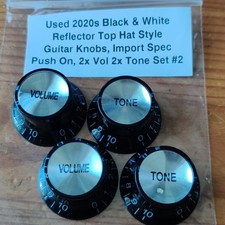 Used 2020s Black & White
Reflector Top Hat Style
Guitar Knobs, Import Spec
Push On, 2x Vol 2x Tone Set #2
VOLUME
TONE
VOLUME
TONE